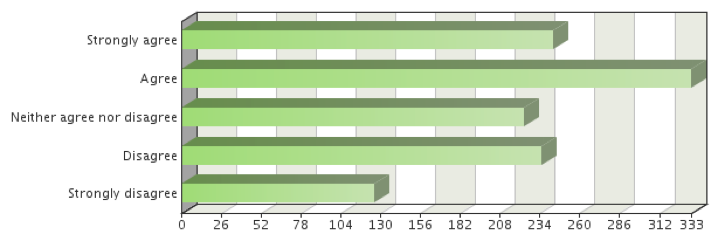 Strongly agree
Agree
Neither agree nor disagree
Disagree
Strongly disagree
0 26 52 78 104 130 156 182 208 234 260 286 312 333